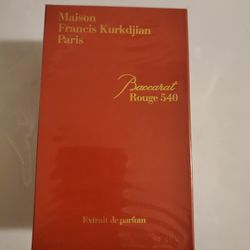 Maison
Francis Kurkdjian
Paris
Baccarat
Rouge 540
Extrait de parfum